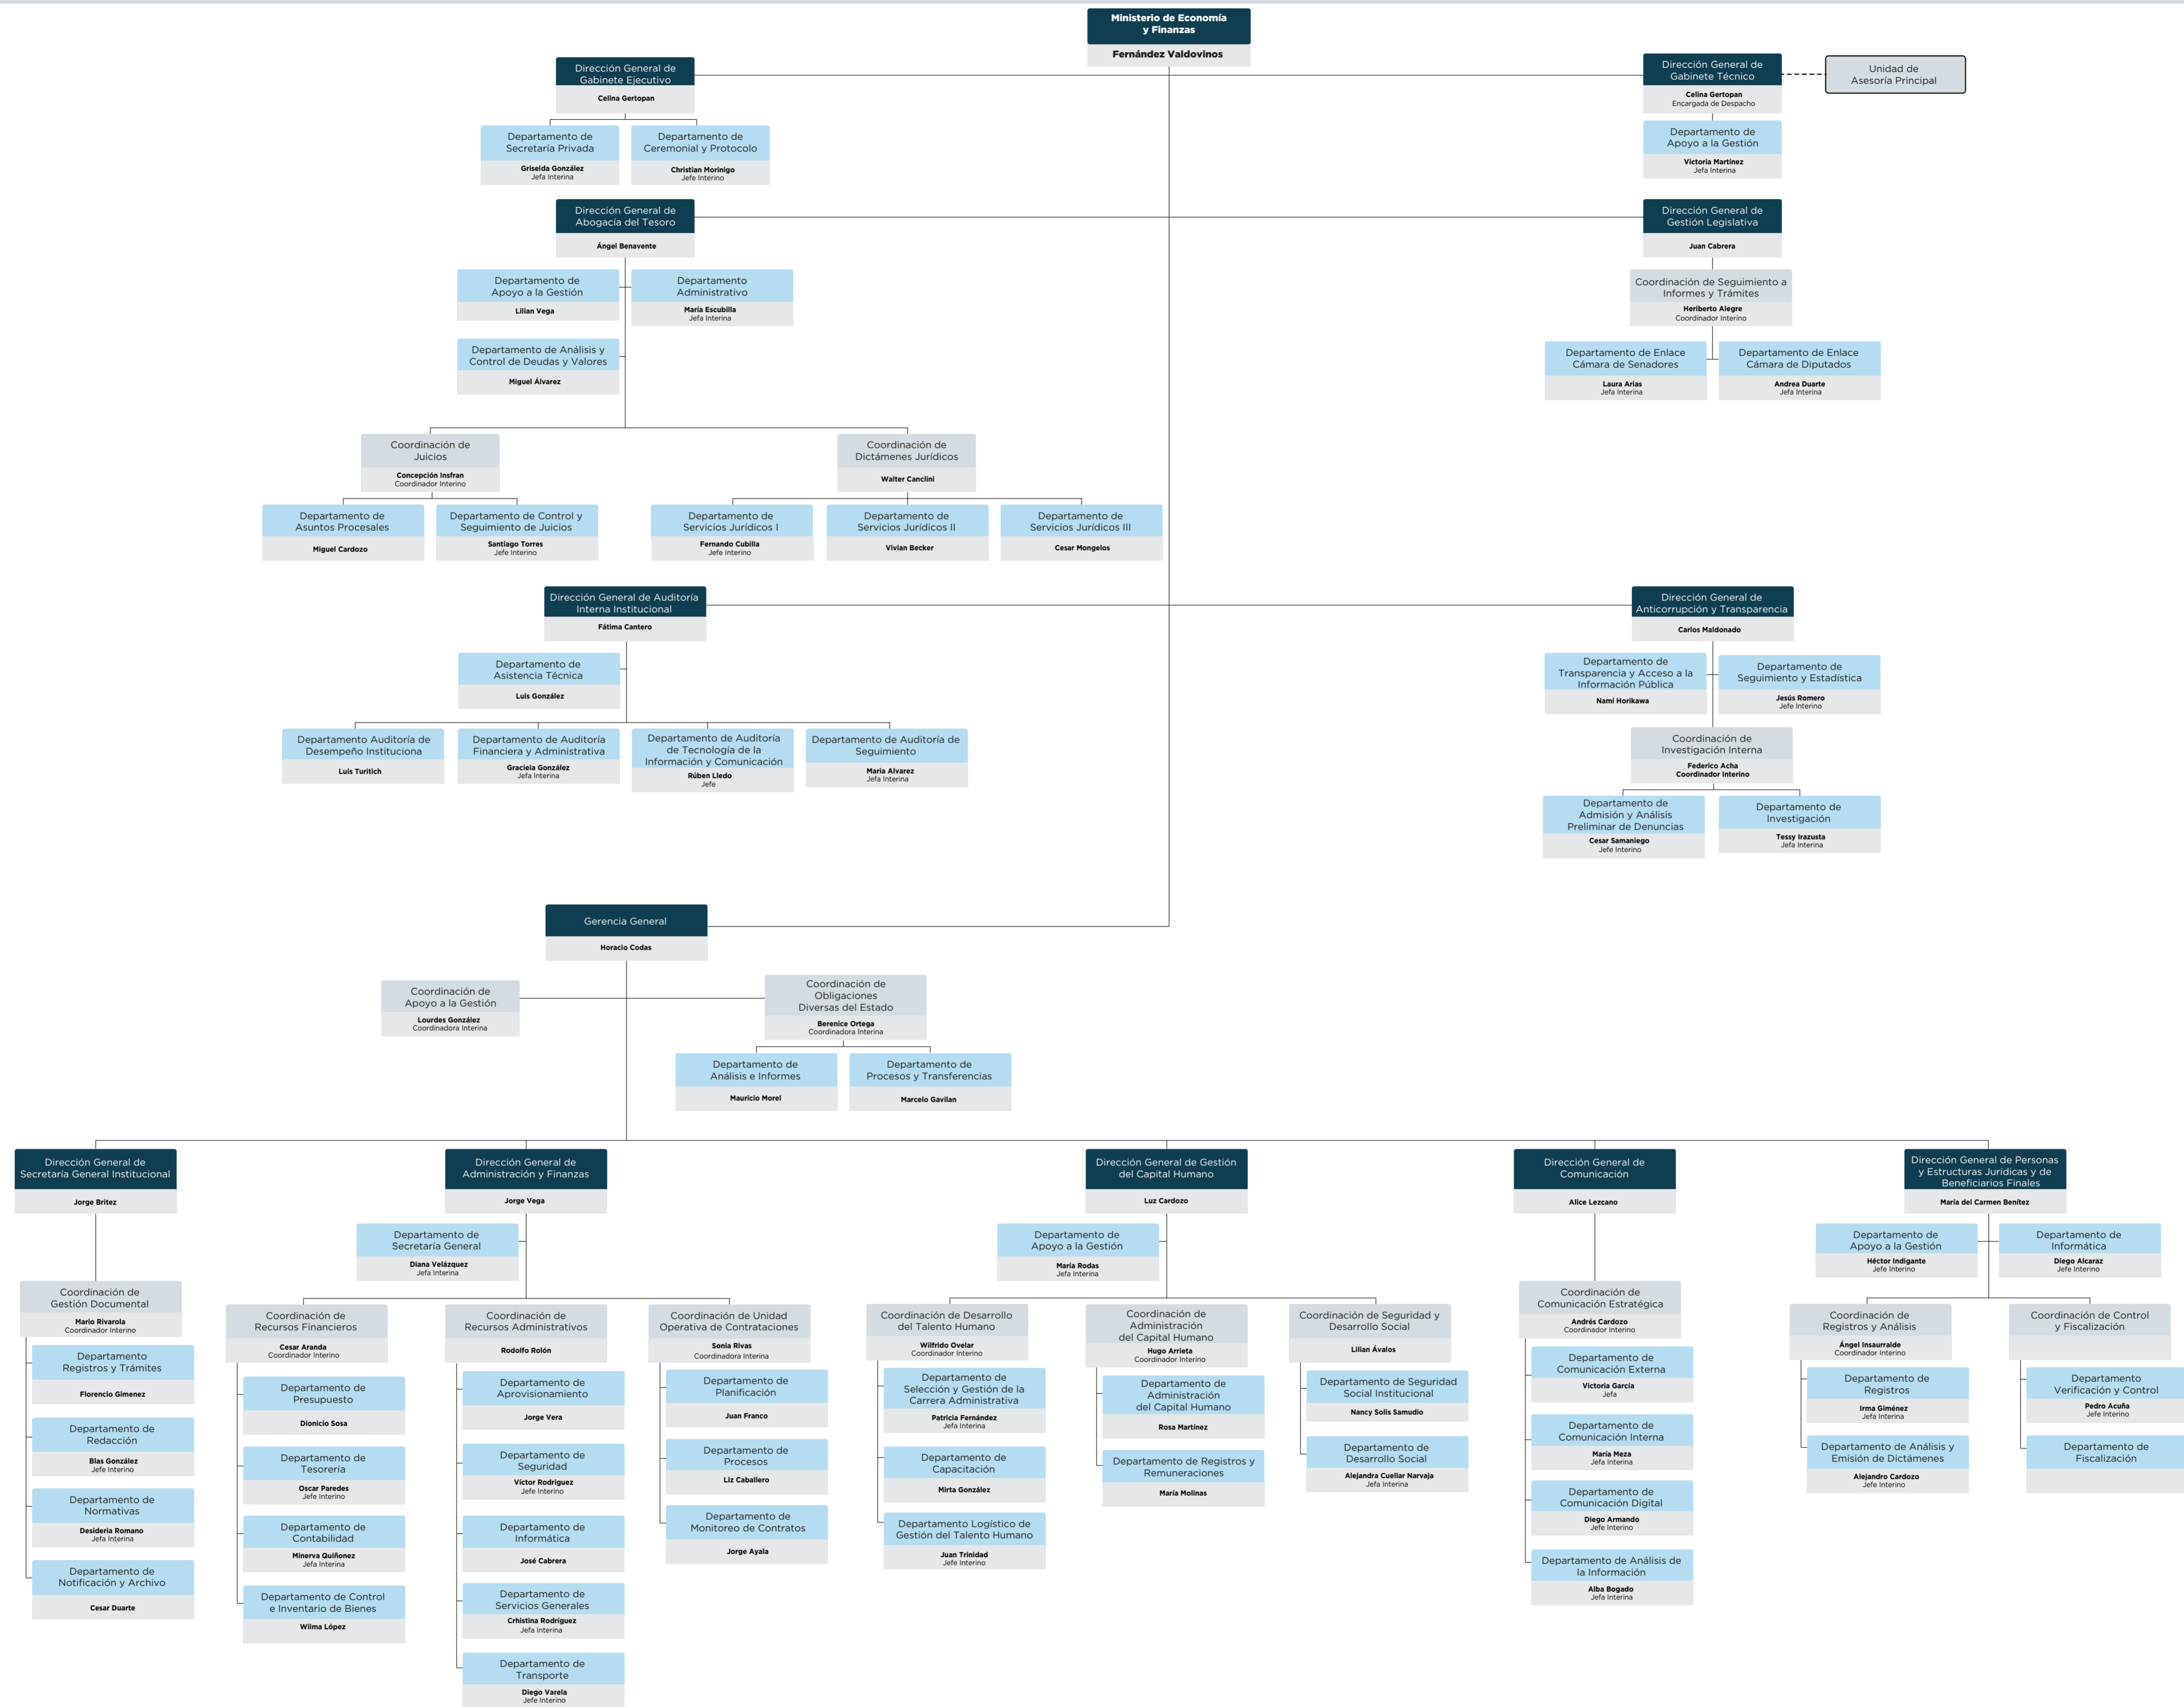 Ministerio de Economía
y Finanzas
Fernández Valdovinos
Dirección General de
Gabinete Ejecutivo
Celina Gertopan
Dirección General de
Gabinete Técnico
Celina Gertopan
Encargada de Despacho
Unidad de
Asesoría Principal
Departamento de
Secretaría Privada
Griselda González
Jefa Interina
Departamento de
Ceremonial y Protocolo
Christian Morinigo
Jefe Interino
Departamento de
Apoyo a la Gestión
Victoria Martínez
Jefa Interina
Dirección General de
Abogacía del Tesoro
Ángel Benavente
Dirección General de
Gestión Legislativa
Juan Cabrera
Departamento de
Apoyo a la Gestión
Lilian Vega
Departamento
Administrativo
María Escubilla
Jefa Interina
Coordinación de Seguimiento a
Informes y Trámites
Heriberto Alegre
Coordinador Interino
Departamento de Análisis y
Control de Deudas y Valores
Miguel Álvarez
Departamento de Enlace
Cámara de Senadores
Laura Arias
Jefa Interina
Departamento de Enlace
Cámara de Diputados
Andrea Duarte
Jefa Interina
Coordinación de
Juicios
Concepción Insfran
Coordinador Interino
Coordinación de
Dictámenes Jurídicos
Walter Canclini
Departamento de
Asuntos Procesales
Miguel Cardozo
Departamento de Control y
Seguimiento de Juicios
Santiago Torres
Jefe Interino
Departamento de
Servicios Jurídicos I
Fernando Cubilla
Jefe Interino
Departamento de
Servicios Jurídicos II
Vivian Becker
Departamento de
Servicios Jurídicos III
Cesar Mongelos
Dirección General de Auditoría
Interna Institucional
Fátima Cantero
Dirección General de
Anticorrupción y Transparencia
Carlos Maldonado
Departamento de
Asistencia Técnica
Luis González
Departamento de
Transparencia y Acceso a la
Información Pública
Nami Horikawa
Departamento de
Seguimiento y Estadística
Jesús Romero
Jefe Interino
Departamento Auditoría de
Desempeño Instituciona
Luis Turitich
Departamento de Auditoría
Financiera y Administrativa
Graciela González
Jefa Interina
Departamento de Auditoría
de Tecnología de la
Información y Comunicación
Rúben Lledo
Jefe
Departamento de Auditoría de
Seguimiento
María Alvarez
Jefa Interina
Coordinación de
Investigación Interna
Federico Acha
Coordinador Interino
Departamento de
Admisión y Análisis
Preliminar de Denuncias
Cesar Samaniego
Jefe Interino
Departamento de
Investigación
Tessy Irazusta
Jefa Interina
Gerencia General
Horacio Codas
Coordinación de
Apoyo a la Gestión
Lourdes González
Coordinadora Interina
Coordinación de
Obligaciones
Diversas del Estado
Berenice Ortega
Coordinadora Interina
Departamento de
Análisis e Informes
Mauricio Morel
Departamento de
Procesos y Transferencias
Marcelo Gavilan
Dirección General de
Secretaría General Institucional
Jorge Britez
Coordinación de
Gestión Documental
Mario Rivarola
Coordinador Interino
Departamento
Registros y Trámites
Florencio Gimenez
Departamento de
Redacción
Blas González
Jefe Interino
Departamento de
Normativas
Desideria Romano
Jefa Interina
Departamento de
Notificación y Archivo
Cesar Duarte
Dirección General de
Administración y Finanzas
Jorge Vega
Departamento de
Secretaría General
Diana Velázquez
Jefa Interina
Coordinación de
Recursos Financieros
Cesar Aranda
Coordinador Interino
Departamento de
Presupuesto
Dionicio Sosa
Departamento de
Tesorería
Oscar Paredes
Jefe Interino
Departamento de
Contabilidad
Minerva Quiñonez
Jefa Interina
Departamento de Control
e Inventario de Bienes
Wilma López
Coordinación de
Recursos Administrativos
Rodolfo Rolón
Departamento de
Aprovisionamiento
Jorge Vera
Departamento de
Seguridad
Víctor Rodriguez
Jefe Interino
Departamento de
Informática
José Cabrera
Departamento de
Servicios Generales
Crhistina Rodríguez
Jefa Interina
Departamento de
Transporte
Diego Varela
Jefe Interino
Coordinación de Unidad
Operativa de Contrataciones
Sonia Rivas
Coordinadora Interina
Departamento de
Planificación
Juan Franco
Departamento de
Procesos
Liz Caballero
Departamento de
Monitoreo de Contratos
Jorge Ayala
Dirección General de Gestión
del Capital Humano
Luz Cardozo
Departamento de
Apoyo a la Gestión
María Rodas
Jefa Interina
Coordinación de Desarrollo
del Talento Humano
Wilfrido Ovelar
Coordinador Interino
Departamento de
Selección y Gestión de la
Carrera Administrativa
Patricia Fernández
Jefa Interina
Departamento de
Capacitación
Mirta González
Departamento Logístico de
Gestión del Talento Humano
Juan Trinidad
Jefe Interino
Coordinación de
Administración
del Capital Humano
Hugo Arrieta
Coordinador Interino
Departamento de
Administración
del Capital Humano
Rosa Martínez
Departamento de Registros y
Remuneraciones
María Molinas
Coordinación de Seguridad y
Desarrollo Social
Lilian Ávalos
Departamento de Seguridad
Social Institucional
Nancy Solis Samudio
Departamento de
Desarrollo Social
Alejandra Cuellar Narvaja
Jefa Interina
Dirección General de
Comunicación
Alice Lezcano
Coordinación de
Comunicación Estratégica
Andrés Cardozo
Coordinador Interino
Departamento de
Comunicación Externa
Victoria García
Jefa
Departamento de
Comunicación Interna
María Meza
Jefa Interina
Departamento de
Comunicación Digital
Diego Armando
Jefe Interino
Departamento de Análisis de
la Información
Alba Bogado
Jefa Interina
Dirección General de Personas
y Estructuras Jurídicas y de
Beneficiarios Finales
María del Carmen Benítez
Departamento de
Apoyo a la Gestión
Héctor Indigante
Jefe Interino
Departamento de
Informática
Diego Alcaraz
Jefe Interino
Coordinación de
Registros y Análisis
Ángel Insaurralde
Coordinador Interino
Departamento de
Registros
Irma Giménez
Jefa Interina
Departamento de Análisis y
Emisión de Dictámenes
Alejandro Cardozo
Jefe Interino
Coordinación de Control
y Fiscalización
Departamento
Verificación y Control
Pedro Acuña
Jefe Interino
Departamento de
Fiscalización